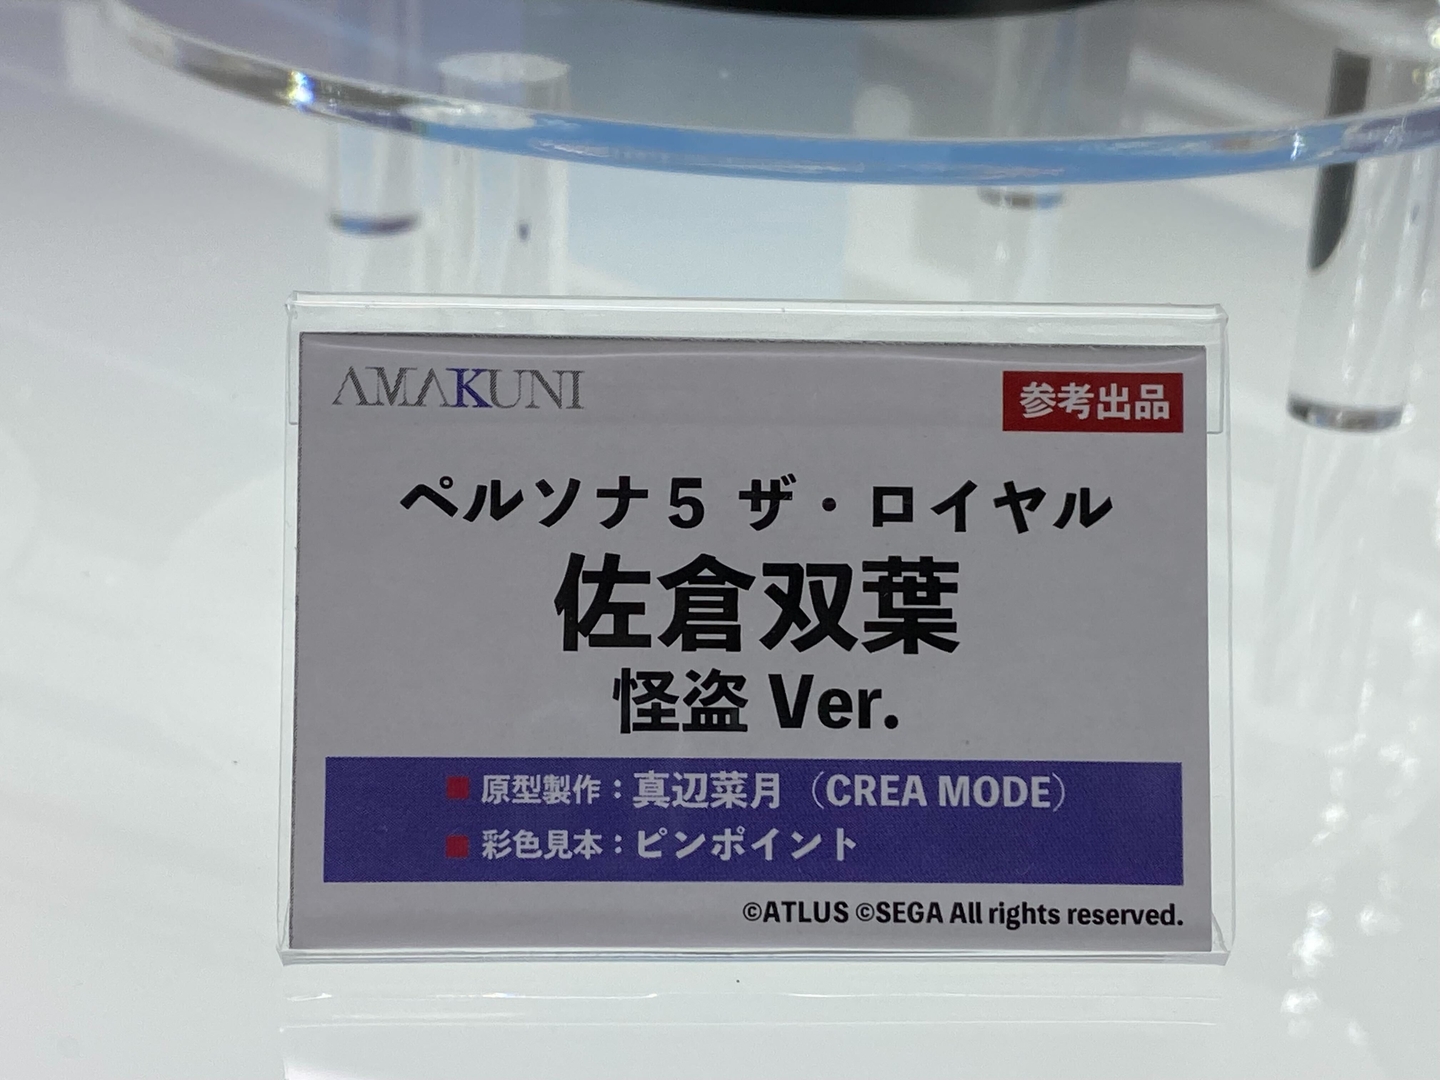 AMAKUNI
参考出品
ペルソナ5 ザ・ロイヤル
佐倉双葉
怪盗 Ver.
■ 原型製作：真辺菜月（CREA MODE）
■ 彩色見本：ピンポイント
©ATLUS ©SEGA All rights reserved.